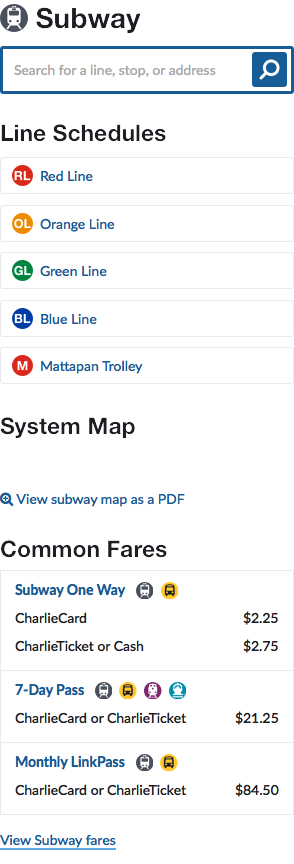 Subway
Search for a line, stop, or address
Line Schedules
RL Red Line
OL Orange Line
GL Green Line
BL Blue Line
M Mattapan Trolley
System Map
View subway map as a PDF
Common Fares
Subway One Way
CharlieCard $2.25
CharlieTicket or Cash $2.75
7-Day Pass
CharlieCard or CharlieTicket $21.25
Monthly LinkPass
CharlieCard or CharlieTicket $84.50
View Subway fares